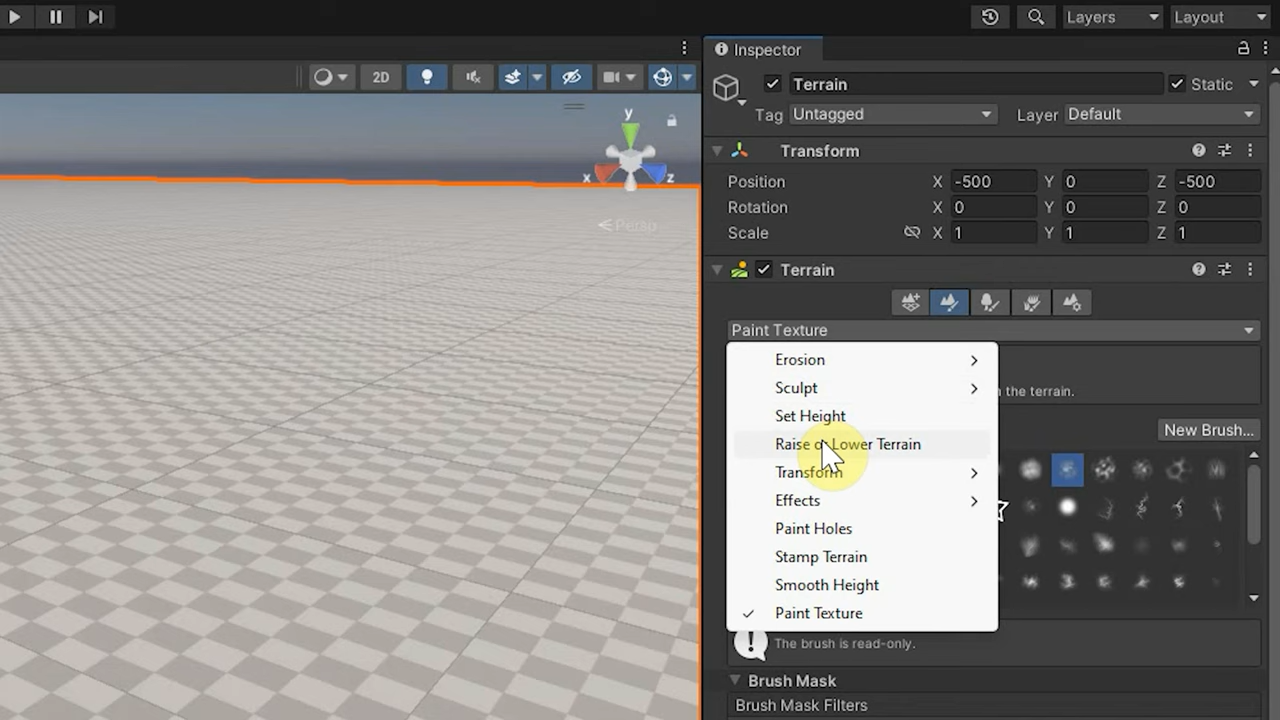 Layers
Layout
Inspector
2D
Terrain
Static
Tag Untagged
Layer Default
Transform
Position X -500 Y 0 Z -500
Rotation X 0 Y 0 Z 0
Scale X 1 Y 1 Z 1
y
x
z
Persp
Terrain
Paint Texture
Erosion
Sculpt
n the terrain.
Set Height
New Brush...
Raise or Lower Terrain
Transform
Effects
Paint Holes
Stamp Terrain
Smooth Height
Paint Texture
The brush is read-only.
Brush Mask
Brush Mask Filters